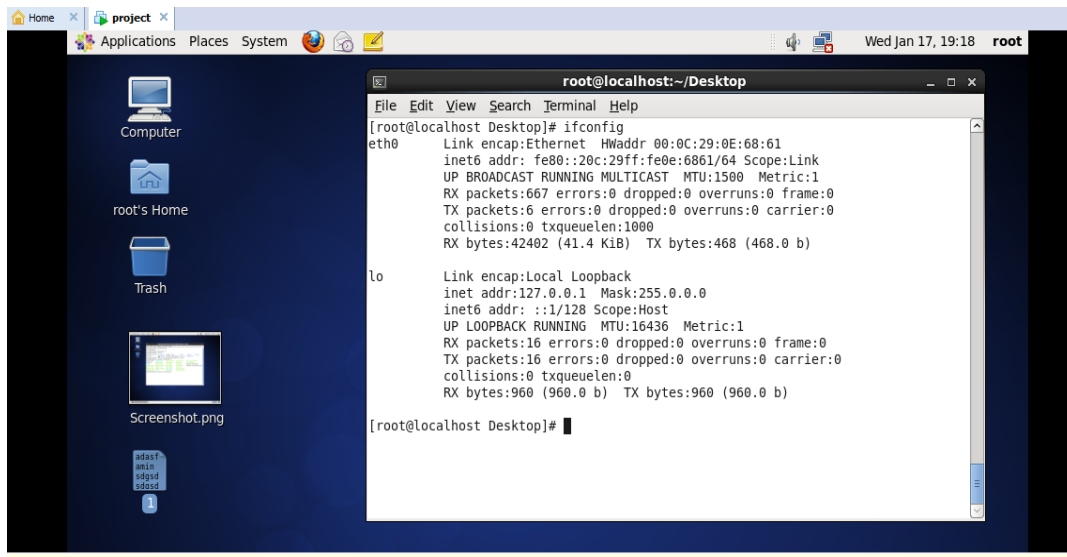 Home
project
Applications Places System
Wed Jan 17, 19:18 root
Computer
root's Home
Trash
Screenshot.png
adasf
amin
sdgsd
sdgsd
1
root@localhost:~/Desktop
File Edit View Search Terminal Help
[root@localhost Desktop]# ifconfig
eth0 Link encap:Ethernet HWaddr 00:0C:29:0E:68:61
inet6 addr: fe80::20c:29ff:fe0e:6861/64 Scope:Link
UP BROADCAST RUNNING MULTICAST MTU:1500 Metric:1
RX packets:667 errors:0 dropped:0 overruns:0 frame:0
TX packets:6 errors:0 dropped:0 overruns:0 carrier:0
collisions:0 txqueuelen:1000
RX bytes:42402 (41.4 KiB) TX bytes:468 (468.0 b)
lo Link encap:Local Loopback
inet addr:127.0.0.1 Mask:255.0.0.0
inet6 addr: ::1/128 Scope:Host
UP LOOPBACK RUNNING MTU:16436 Metric:1
RX packets:16 errors:0 dropped:0 overruns:0 frame:0
TX packets:16 errors:0 dropped:0 overruns:0 carrier:0
collisions:0 txqueuelen:0
RX bytes:960 (960.0 b) TX bytes:960 (960.0 b)
[root@localhost Desktop]#